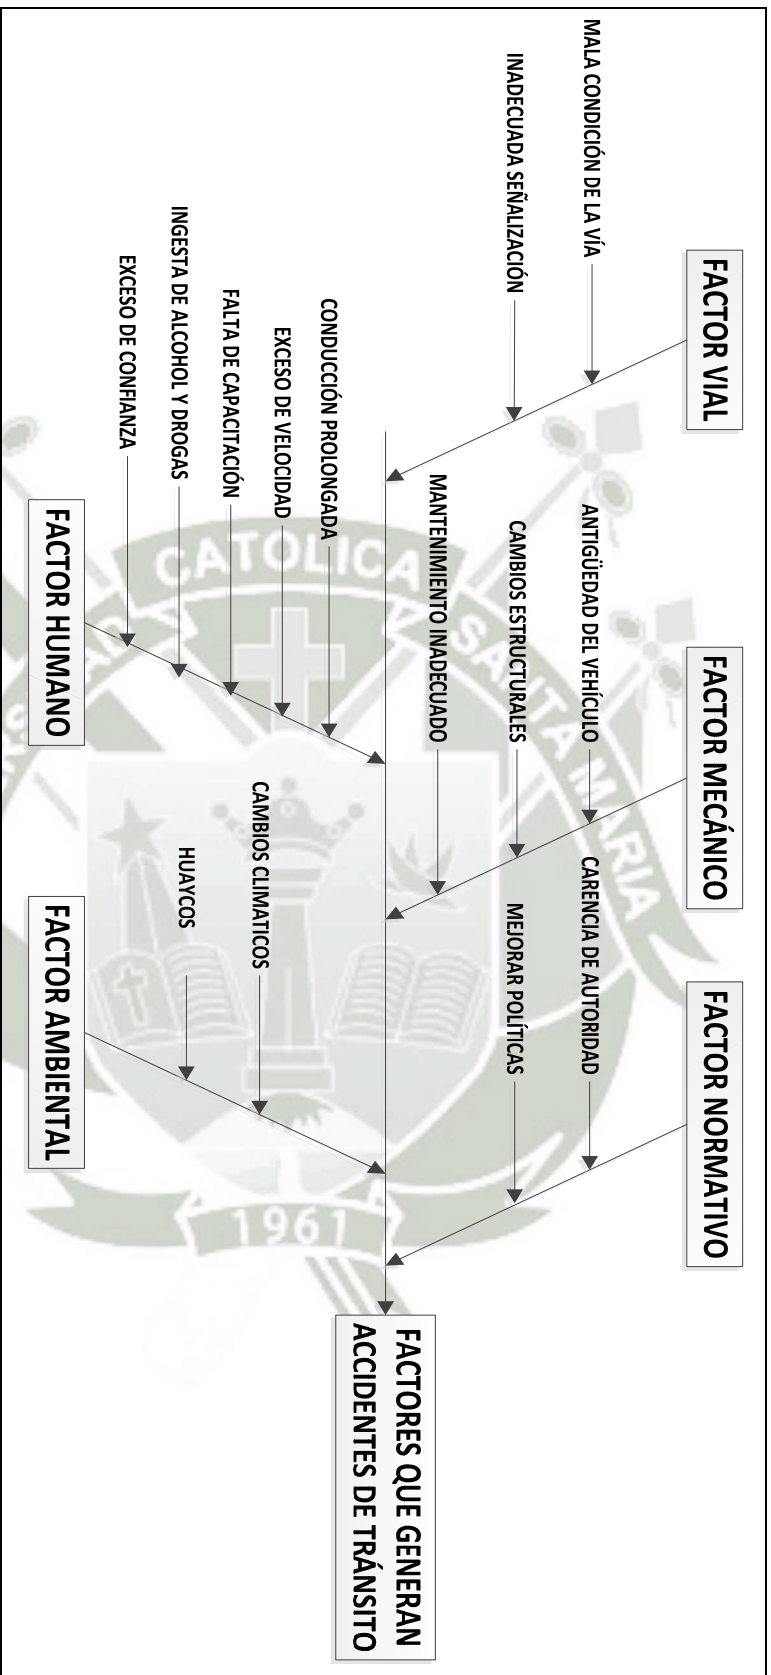 FACTOR VIAL
MALA CONDICIÓN DE LA VÍA
INADECUADA SEÑALIZACIÓN
FACTOR MECÁNICO
ANTIGÜEDAD DEL VEHÍCULO
CAMBIOS ESTRUCTURALES
MANTENIMIENTO INADECUADO
FACTOR NORMATIVO
CARENCIA DE AUTORIDAD
MEJORAR POLÍTICAS
FACTORES QUE GENERAN
ACCIDENTES DE TRÁNSITO
CONDUCCIÓN PROLONGADA
EXCESO DE VELOCIDAD
FALTA DE CAPACITACIÓN
INGESTA DE ALCOHOL Y DROGAS
EXCESO DE CONFIANZA
FACTOR HUMANO
CAMBIOS CLIMATICOS
HUAYCOS
FACTOR AMBIENTAL
CATOLICA
SANTA MARIA
1961